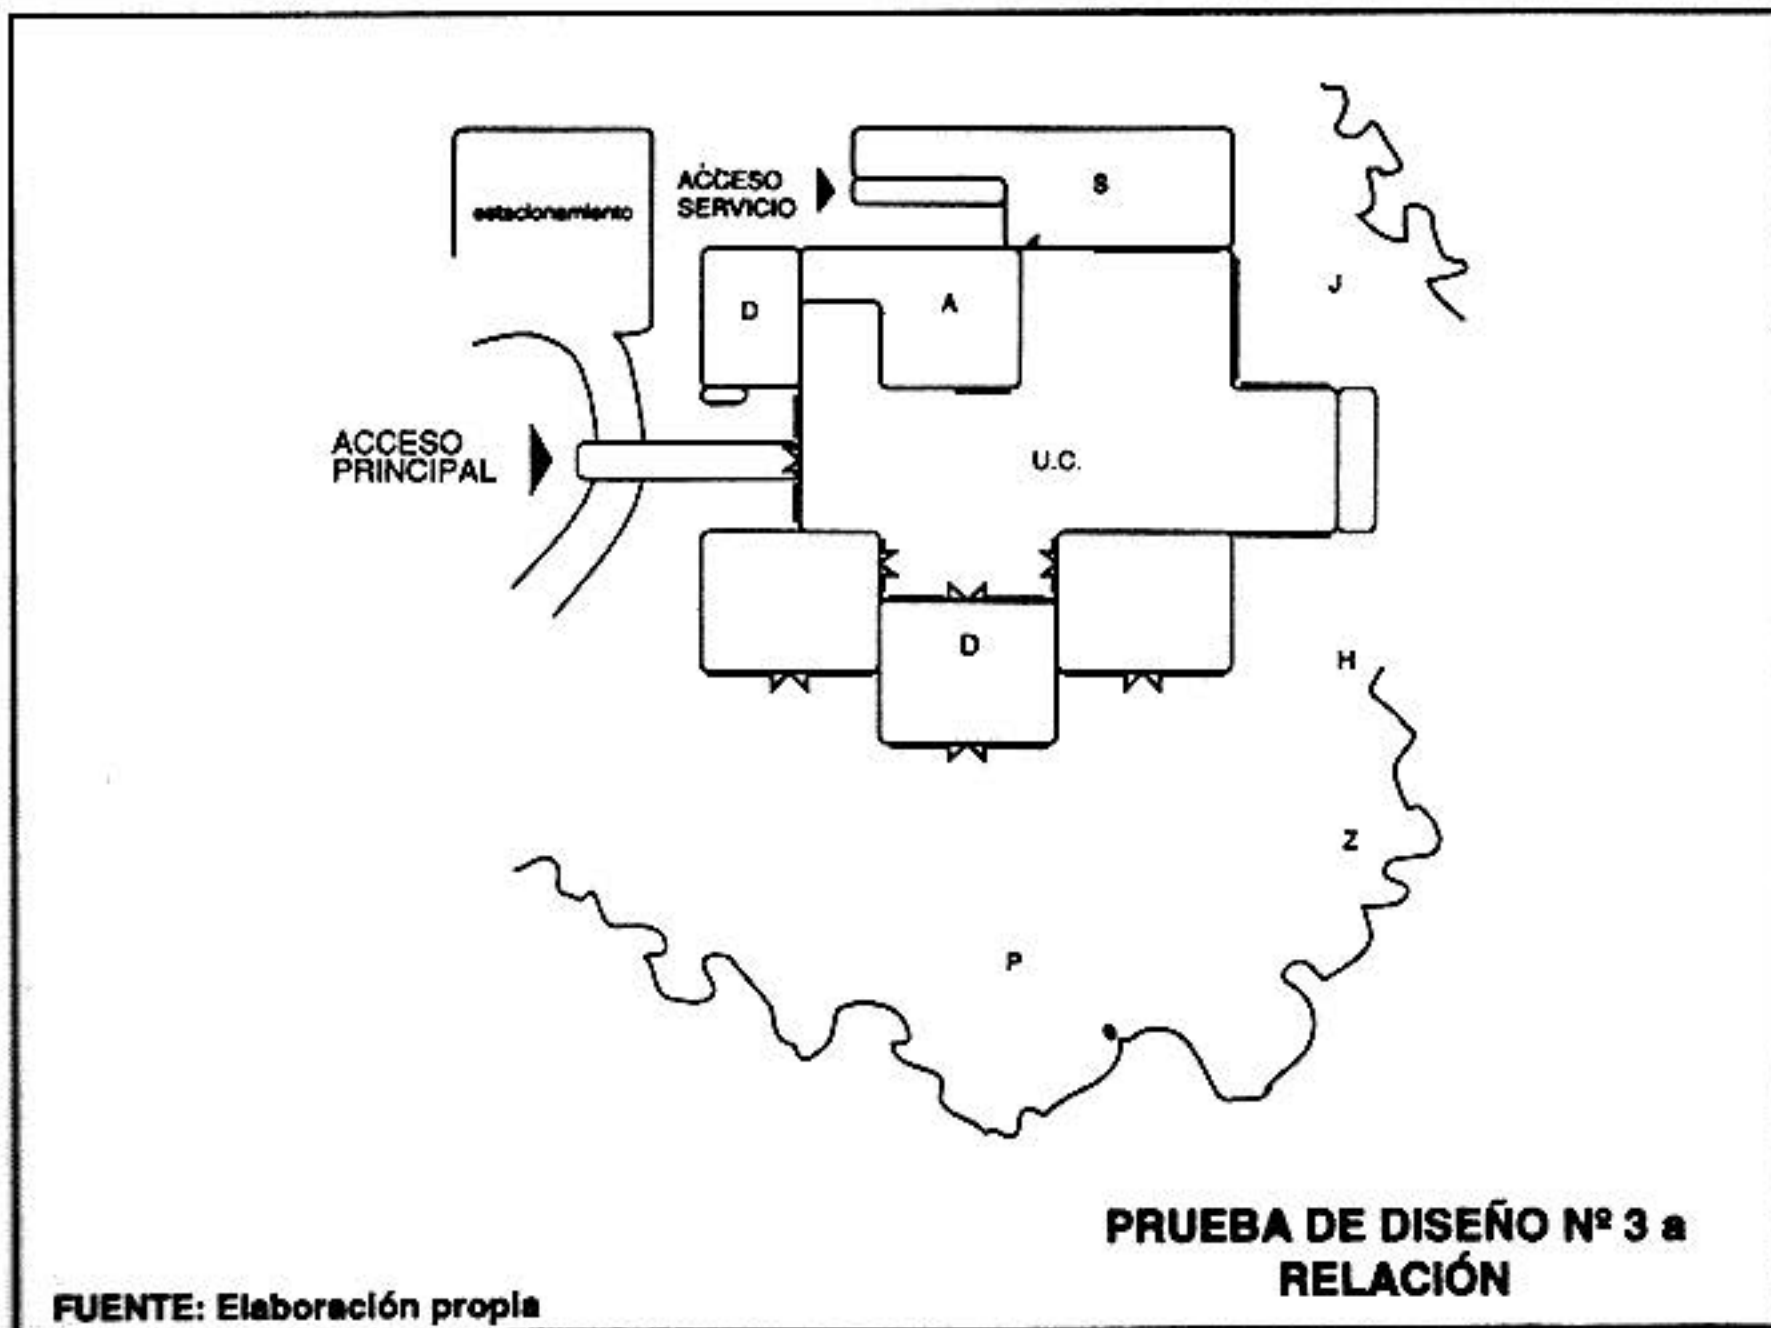 estacionamiento
ACCESO
SERVICIO
S
J
D
A
ACCESO
PRINCIPAL
U.C.
D
H
Z
P
PRUEBA DE DISEÑO Nº 3 a
RELACIÓN
FUENTE: Elaboración propia